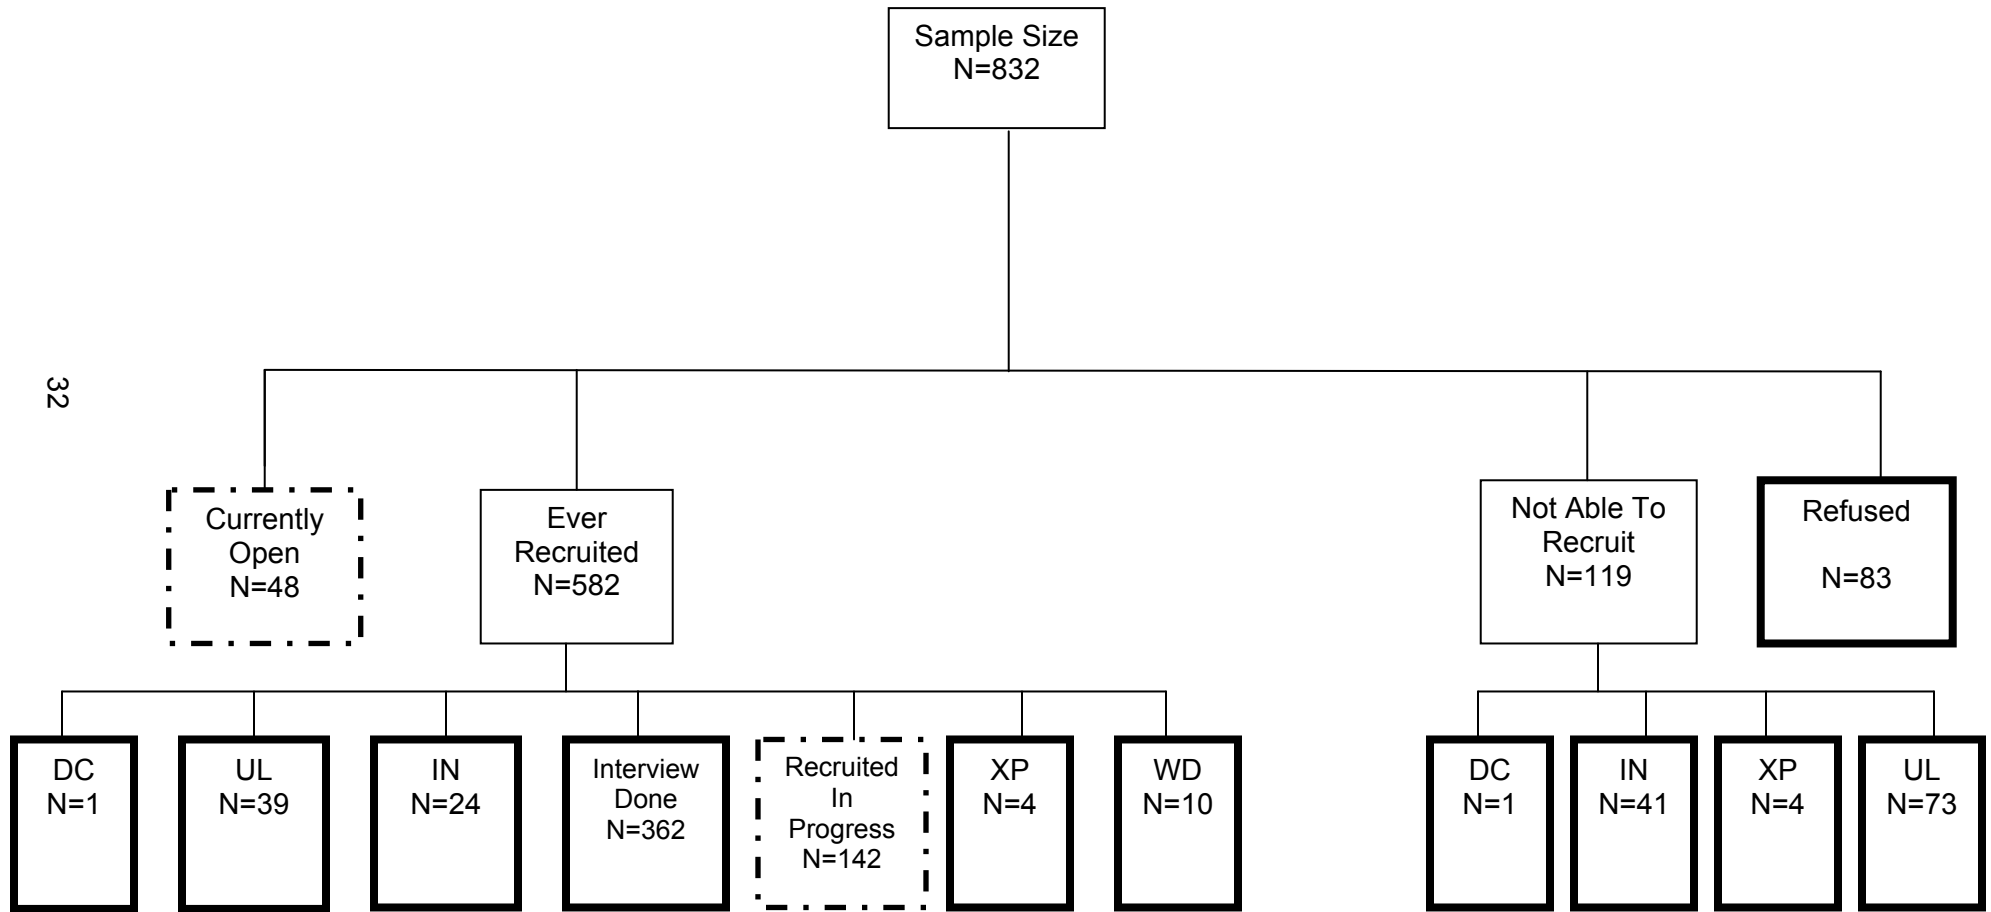 Sample Size
N=832
32
Currently
Open
N=48
Ever
Recruited
N=582
Not Able To
Recruit
N=119
Refused
N=83
DC
N=1
UL
N=39
IN
N=24
Interview
Done
N=362
Recruited
In
Progress
N=142
XP
N=4
WD
N=10
DC
N=1
IN
N=41
XP
N=4
UL
N=73